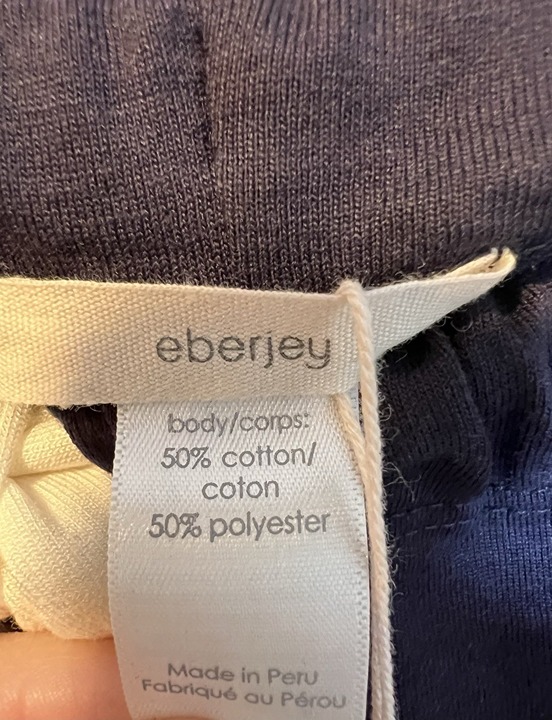 eberjey
body/corps:
50% cotton/
coton
50% polyester
Made in Peru
Fabriqué au Pérou